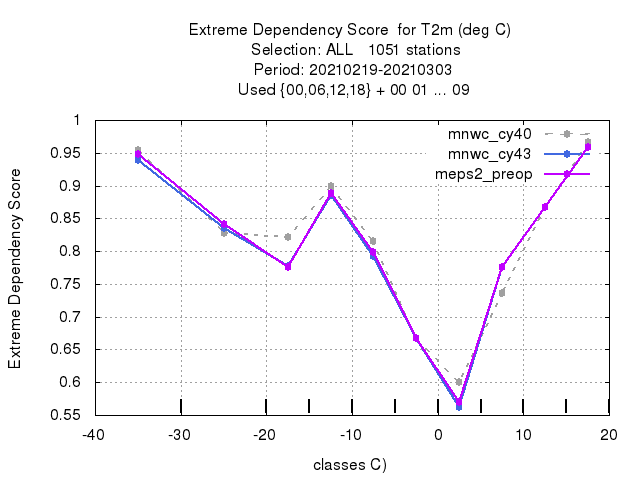 Extreme Dependency Score  for T2m (deg C)
Selection: ALL   1051 stations
Period: 20210219-20210303
Used {00,06,12,18} + 00 01 ... 09
Extreme Dependency Score
1
0.95
0.9
0.85
0.8
0.75
0.7
0.65
0.6
0.55
mnwc_cy40
mnwc_cy43
meps2_preop
-40 -30 -20 -10 0 10 20
classes C)